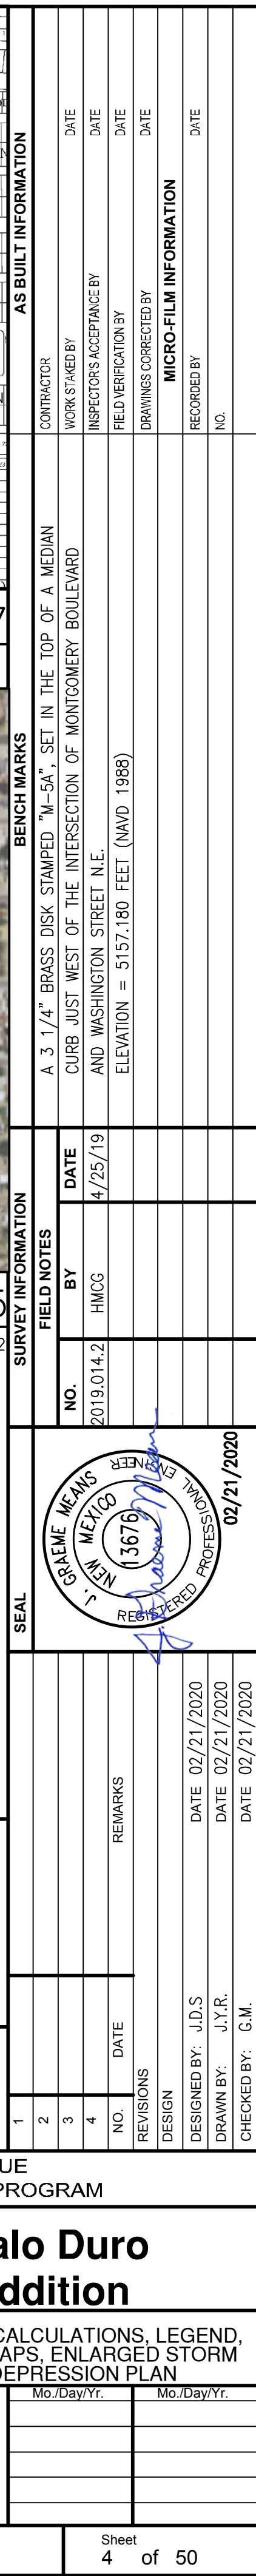 AS BUILT INFORMATION
CONTRACTOR
WORK STAKED BY DATE
INSPECTOR'S ACCEPTANCE BY DATE
FIELD VERIFICATION BY DATE
DRAWINGS CORRECTED BY DATE
MICRO-FILM INFORMATION
RECORDED BY DATE
NO.
BENCH MARKS
A 3 1/4" BRASS DISK STAMPED "M-5A", SET IN THE TOP OF A MEDIAN
CURB JUST WEST OF THE INTERSECTION OF MONTGOMERY BOULEVARD
AND WASHINGTON STREET N.E.
ELEVATION = 5157.180 FEET (NAVD 1988)
SURVEY INFORMATION
FIELD NOTES
NO. BY DATE
2019.014.2 HMCG 4/25/19
SEAL
J. GRAEME MEANS
NEW MEXICO
13676
REGISTERED PROFESSIONAL ENGINEER
J. Graeme Means
02/21/2020
1
2
3
4
NO. DATE REMARKS
REVISIONS
DESIGN
DESIGNED BY: J.D.S DATE 02/21/2020
DRAWN BY: J.Y.R. DATE 02/21/2020
CHECKED BY: G.M. DATE 02/21/2020
UE
PROGRAM
alo Duro
ddition
CALCULATIONS, LEGEND,
APS, ENLARGED STORM
DEPRESSION PLAN
Mo./Day/Yr. Mo./Day/Yr.
Sheet
4 of 50